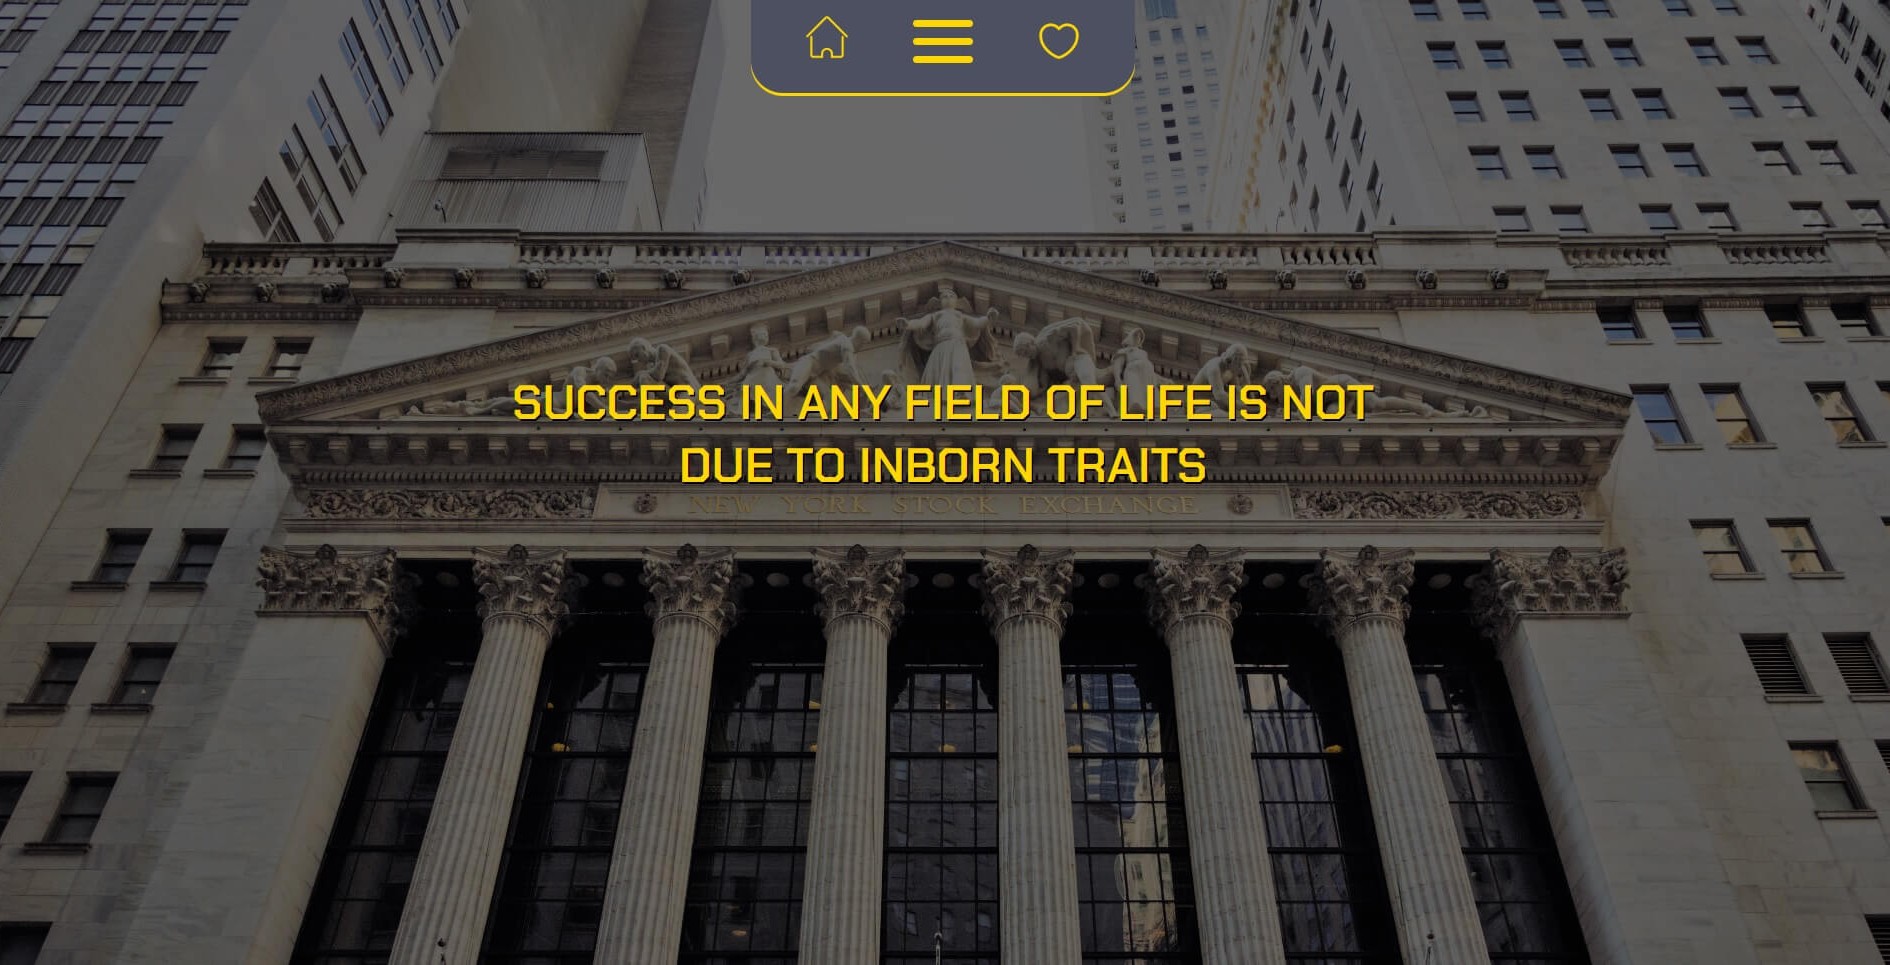 SUCCESS IN ANY FIELD OF LIFE IS NOT
DUE TO INBORN TRAITS
NEW YORK STOCK EXCHANGE